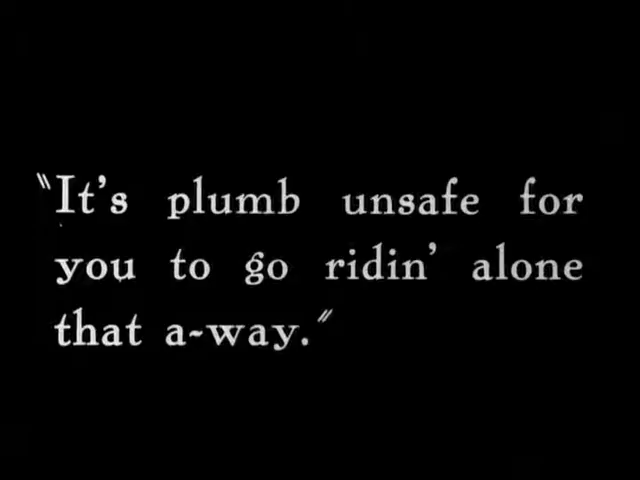 "It's plumb unsafe for
you to go ridin' alone
that a-way."